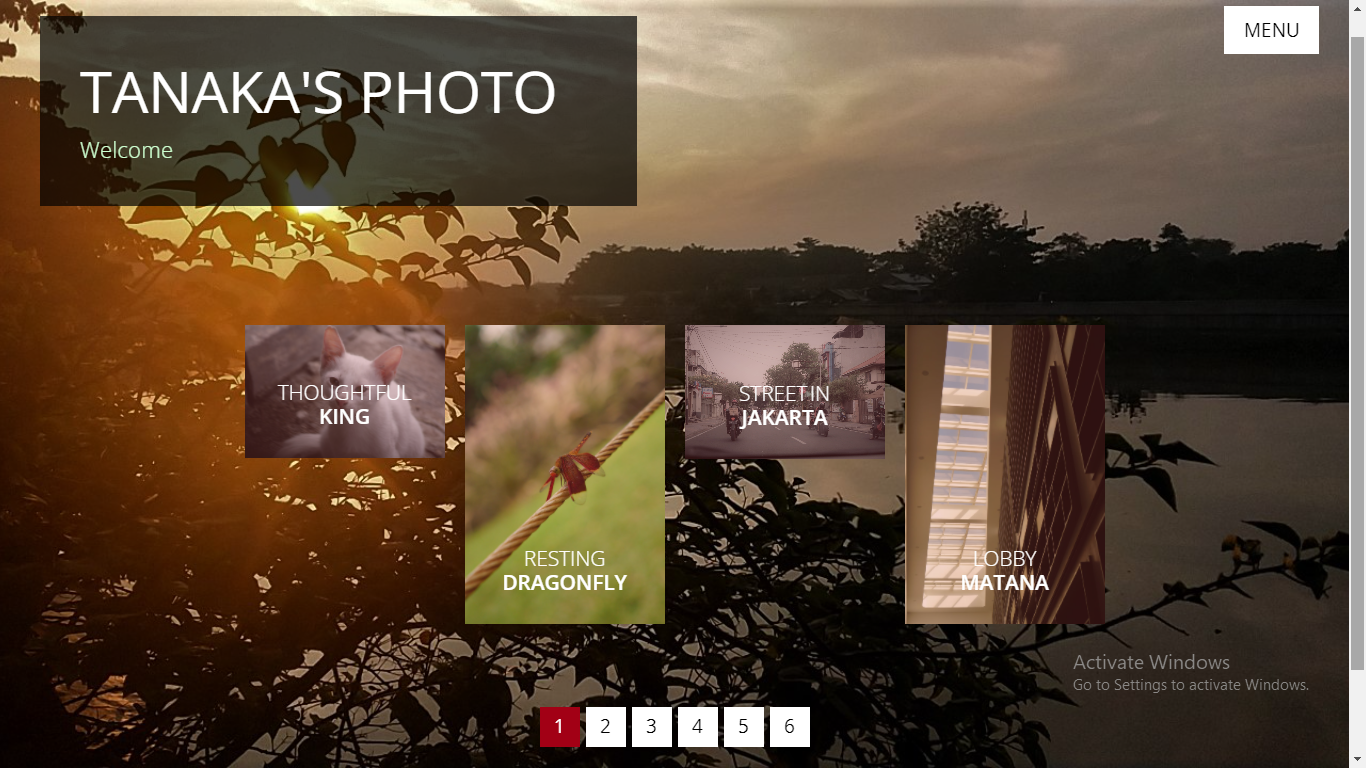 MENU
TANAKA'S PHOTO
Welcome
THOUGHTFUL
KING
RESTING
DRAGONFLY
STREET IN
JAKARTA
LOBBY
MATANA
Activate Windows
Go to Settings to activate Windows.
1 2 3 4 5 6